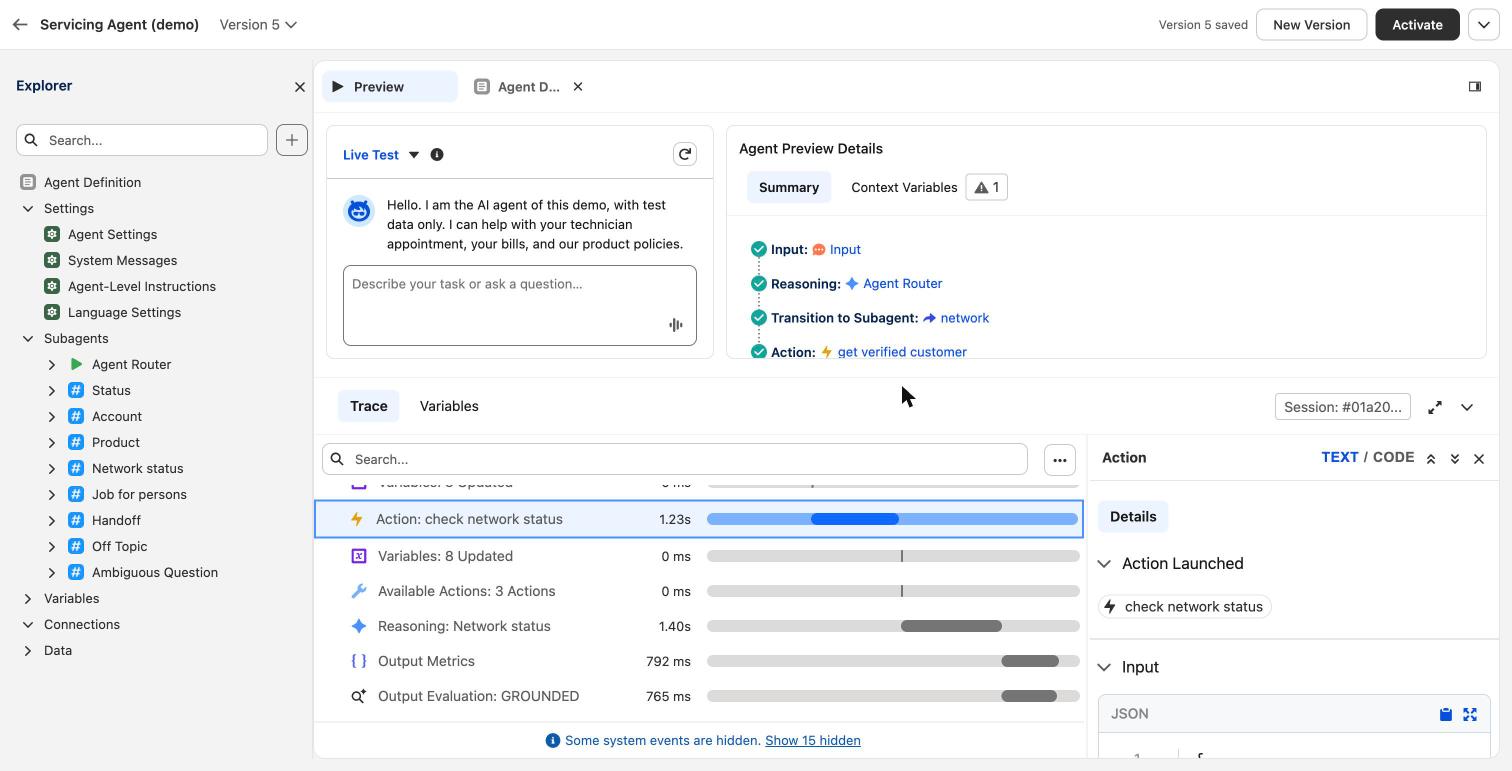 Servicing Agent (demo)
Version 5
Version 5 saved
New Version
Activate
Explorer
Search...
Agent Definition
Settings
Agent Settings
System Messages
Agent-Level Instructions
Language Settings
Subagents
Agent Router
Status
Account
Product
Network status
Job for persons
Handoff
Off Topic
Ambiguous Question
Variables
Connections
Data
Preview
Agent D...
Live Test
Hello. I am the AI agent of this demo, with test
data only. I can help with your technician
appointment, your bills, and our product policies.
Describe your task or ask a question...
Agent Preview Details
Summary
Context Variables
1
Input: Input
Reasoning: Agent Router
Transition to Subagent: network
Action: get verified customer
Trace
Variables
Session: #01a20...
Search...
Action: check network status 1.23s
Variables: 8 Updated 0 ms
Available Actions: 3 Actions 0 ms
Reasoning: Network status 1.40s
Output Metrics 792 ms
Output Evaluation: GROUNDED 765 ms
Some system events are hidden. Show 15 hidden
Action
TEXT / CODE
Details
Action Launched
check network status
Input
JSON